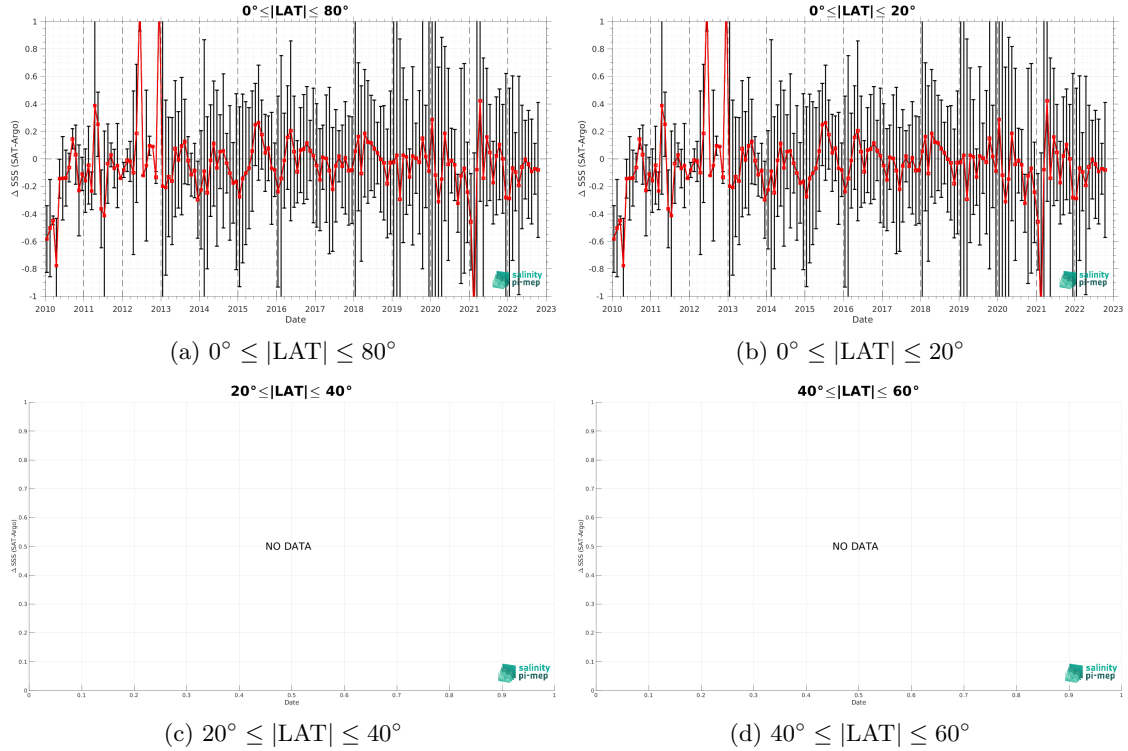 0°≤|LAT|≤ 80°
Δ SSS (SAT-Argo)
1
0.8
0.6
0.4
0.2
0
-0.2
-0.4
-0.6
-0.8
-1
2010 2011 2012 2013 2014 2015 2016 2017 2018 2019 2020 2021 2022 2023
Date
salinity
pi-mep
(a) 0° ≤ |LAT| ≤ 80°
0°≤|LAT|≤ 20°
Δ SSS (SAT-Argo)
1
0.8
0.6
0.4
0.2
0
-0.2
-0.4
-0.6
-0.8
-1
2010 2011 2012 2013 2014 2015 2016 2017 2018 2019 2020 2021 2022 2023
Date
salinity
pi-mep
(b) 0° ≤ |LAT| ≤ 20°
20°≤|LAT|≤ 40°
Δ SSS (SAT-Argo)
1
0.9
0.8
0.7
0.6
0.5
0.4
0.3
0.2
0.1
0
NO DATA
0 0.1 0.2 0.3 0.4 0.5 0.6 0.7 0.8 0.9 1
Date
salinity
pi-mep
(c) 20° ≤ |LAT| ≤ 40°
40°≤|LAT|≤ 60°
Δ SSS (SAT-Argo)
1
0.9
0.8
0.7
0.6
0.5
0.4
0.3
0.2
0.1
0
NO DATA
0 0.1 0.2 0.3 0.4 0.5 0.6 0.7 0.8 0.9 1
Date
salinity
pi-mep
(d) 40° ≤ |LAT| ≤ 60°